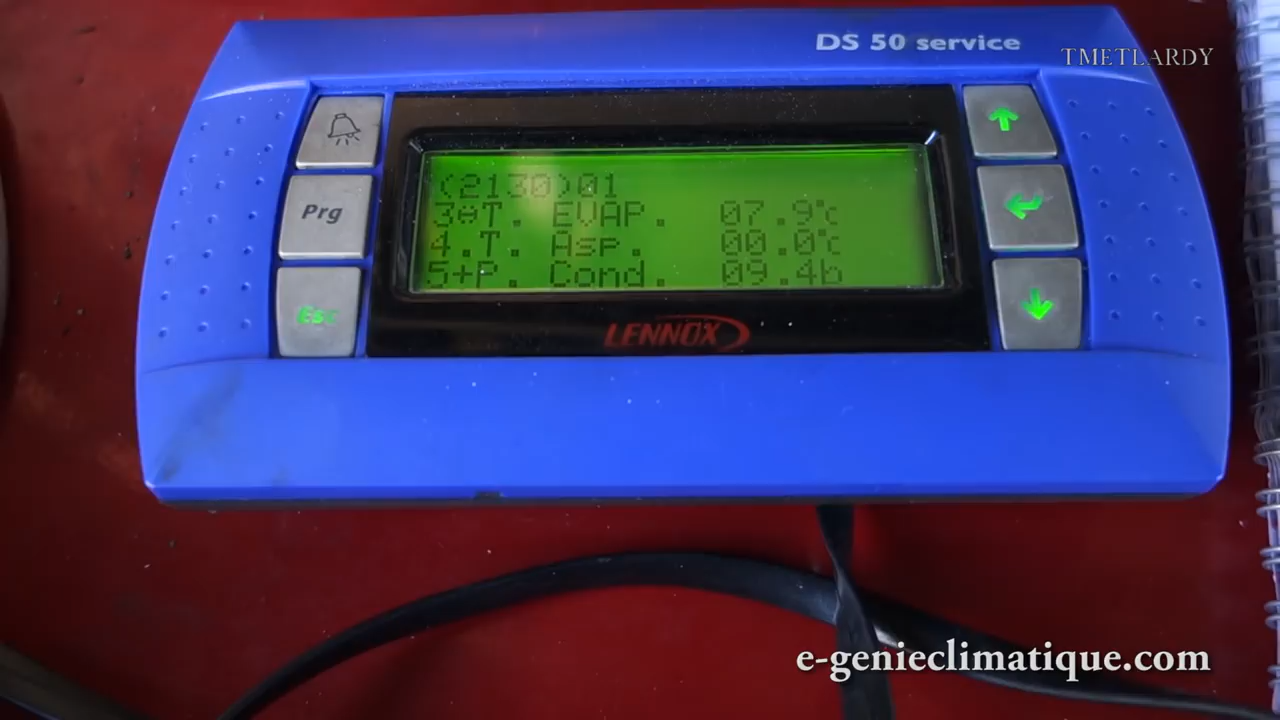 DS 50 service
TMETLARDY
Prg
Esc
(2130)01
3⇔T. EVAP. 07.9°c
4.T. Asp. 00.0°c
5+P. Cond. 09.4b
LENNOX
e-genieclimatique.com